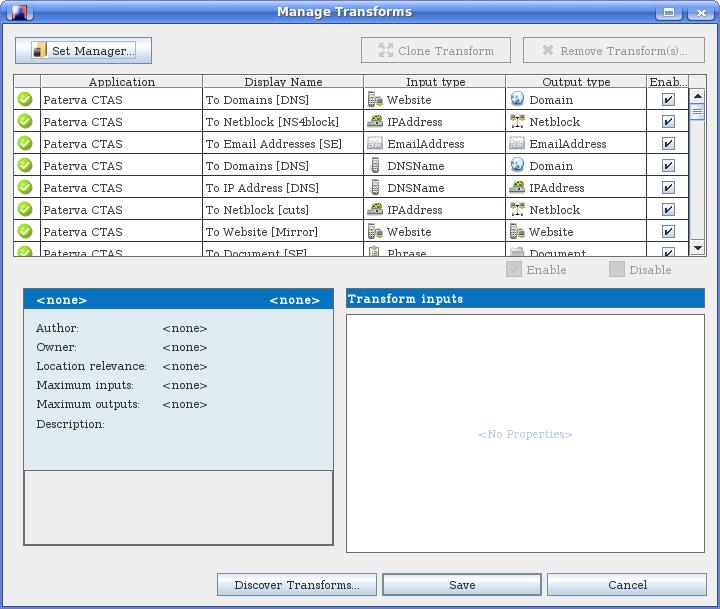 Manage Transforms
Set Manager... Clone Transform Remove Transform(s)...
Application Display Name Input type Output type Enab...
Paterva CTAS To Domains [DNS] Website Domain
Paterva CTAS To Netblock [NS4block] IPAddress Netblock
Paterva CTAS To Email Addresses [SE] EmailAddress EmailAddress
Paterva CTAS To Domains [DNS] DNSName Domain
Paterva CTAS To IP Address [DNS] DNSName IPAddress
Paterva CTAS To Netblock [cuts] IPAddress Netblock
Paterva CTAS To Website [Mirror] Website Website
Paterva CTAS To Document [SE] Phrase Document
Enable Disable
<none> <none> Transform inputs
Author: <none>
Owner: <none>
Location relevance: <none>
Maximum inputs: <none>
Maximum outputs: <none>
Description:
<No Properties>
Discover Transforms... Save Cancel